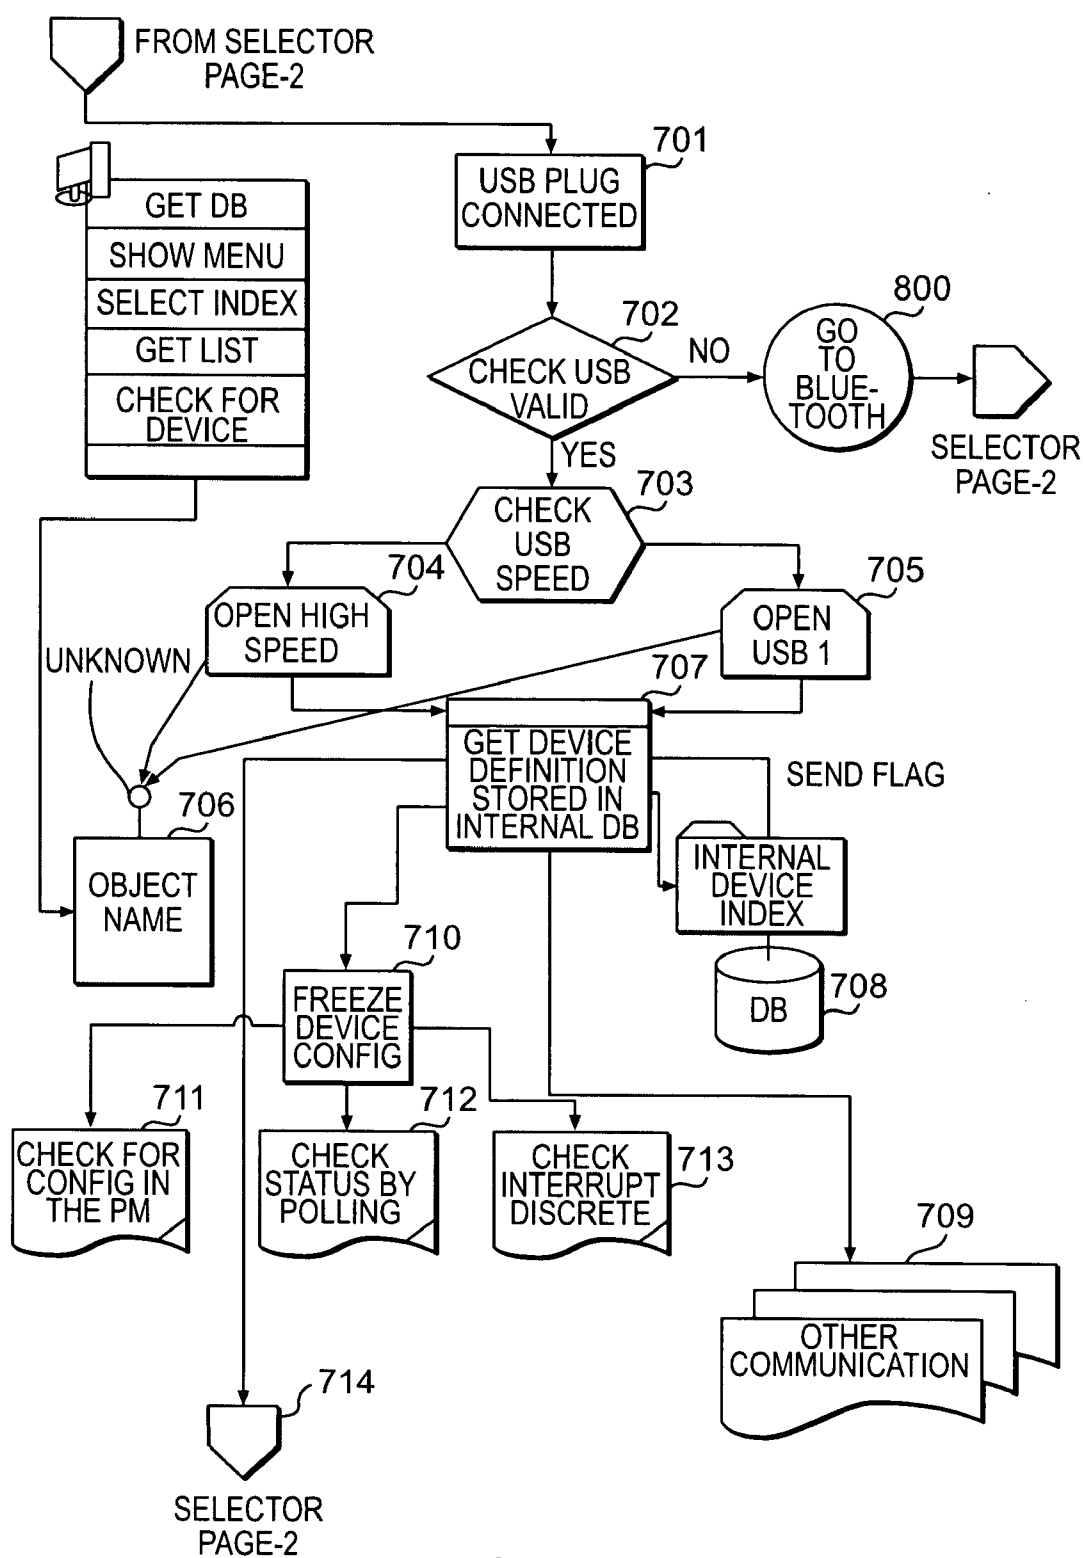 FROM SELECTOR
PAGE-2
701
USB PLUG
CONNECTED
GET DB
SHOW MENU
SELECT INDEX
GET LIST
CHECK FOR
DEVICE
702
CHECK USB
VALID
NO
800
GO
TO
BLUE-
TOOTH
SELECTOR
PAGE-2
YES
703
CHECK
USB
SPEED
704
OPEN HIGH
SPEED
705
OPEN
USB 1
UNKNOWN
707
GET DEVICE
DEFINITION
STORED IN
INTERNAL DB
SEND FLAG
706
OBJECT
NAME
INTERNAL
DEVICE
INDEX
708
DB
710
FREEZE
DEVICE
CONFIG
711
CHECK FOR
CONFIG IN
THE PM
712
CHECK
STATUS BY
POLLING
713
CHECK
INTERRUPT
DISCRETE
709
OTHER
COMMUNICATION
714
SELECTOR
PAGE-2